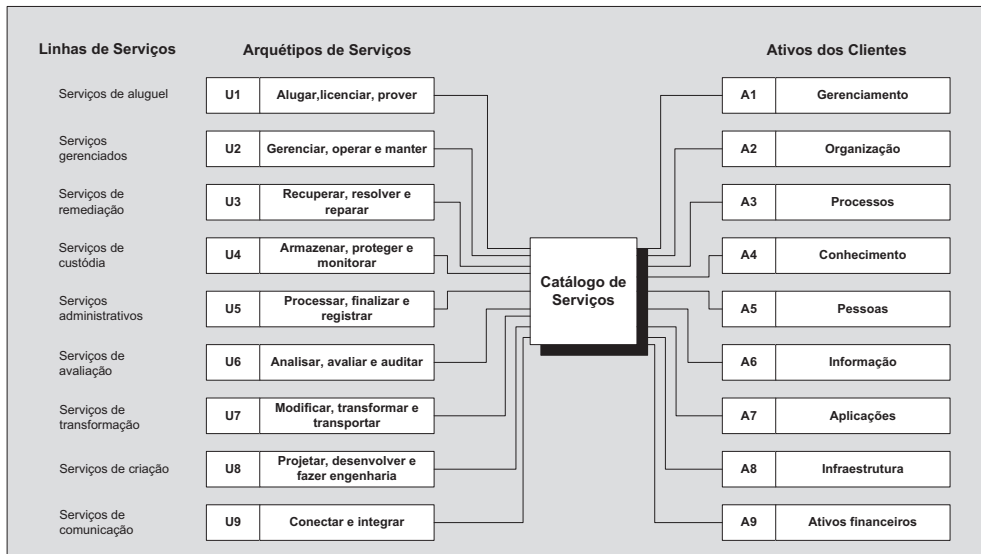 Linhas de Serviços
Arquétipos de Serviços
Ativos dos Clientes
Serviços de aluguel
U1
Alugar,licenciar, prover
A1
Gerenciamento
Serviços
gerenciados
U2
Gerenciar, operar e manter
A2
Organização
Serviços de
remediação
U3
Recuperar, resolver e
reparar
A3
Processos
Serviços de
custódia
U4
Armazenar, proteger e
monitorar
Catálogo de
Serviços
A4
Conhecimento
Serviços
administrativos
U5
Processar, finalizar e
registrar
A5
Pessoas
Serviços de
avaliação
U6
Analisar, avaliar e auditar
A6
Informação
Serviços de
transformação
U7
Modificar, transformar e
transportar
A7
Aplicações
Serviços de criação
U8
Projetar, desenvolver e
fazer engenharia
A8
Infraestrutura
Serviços de
comunicação
U9
Conectar e integrar
A9
Ativos financeiros